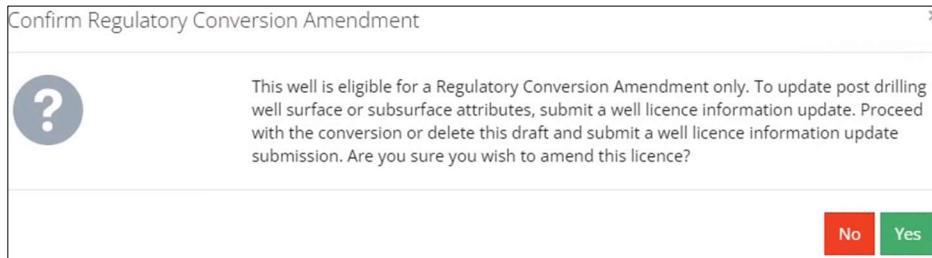 Confirm Regulatory Conversion Amendment
?
This well is eligible for a Regulatory Conversion Amendment only. To update post drilling
well surface or subsurface attributes, submit a well licence information update. Proceed
with the conversion or delete this draft and submit a well licence information update
submission. Are you sure you wish to amend this licence?
No Yes